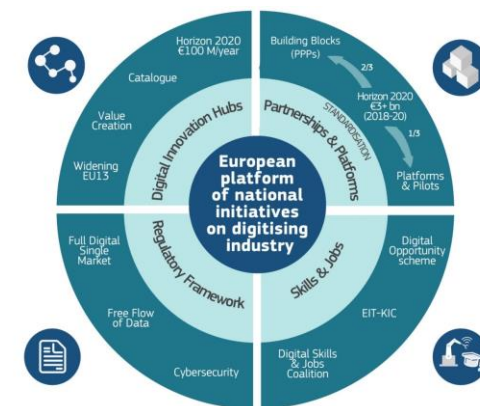 European
platform
of national
initiatives
on digitising
industry
Digital Innovation Hubs
Horizon 2020
€100 M/year
Catalogue
Value
Creation
Widening
EU13
Partnerships & Platforms
STANDARDISATION
Building Blocks
(PPPs)
2/3
Horizon 2020
€3+ bn
(2018-20)
1/3
Platforms
& Pilots
Regulatory Framework
Full Digital
Single
Market
Free Flow
of Data
Cybersecurity
Skills & Jobs
Digital
Opportunity
scheme
EIT-KIC
Digital Skills
& Jobs
Coalition